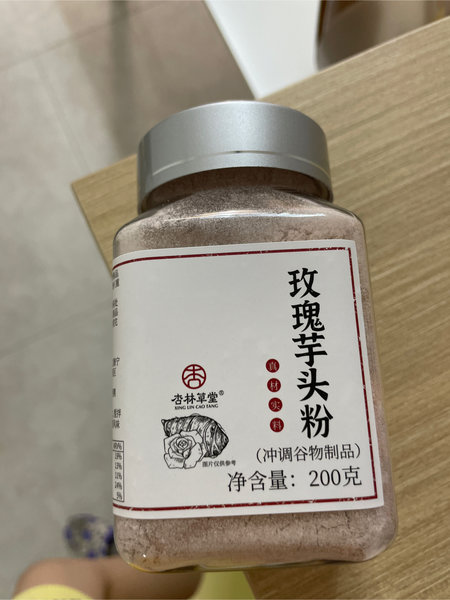 玫瑰芋头粉
真材实料
(冲调谷物制品)
净含量：200克
杏林草堂®
XING LIN CAO TANG
图片仅供参考